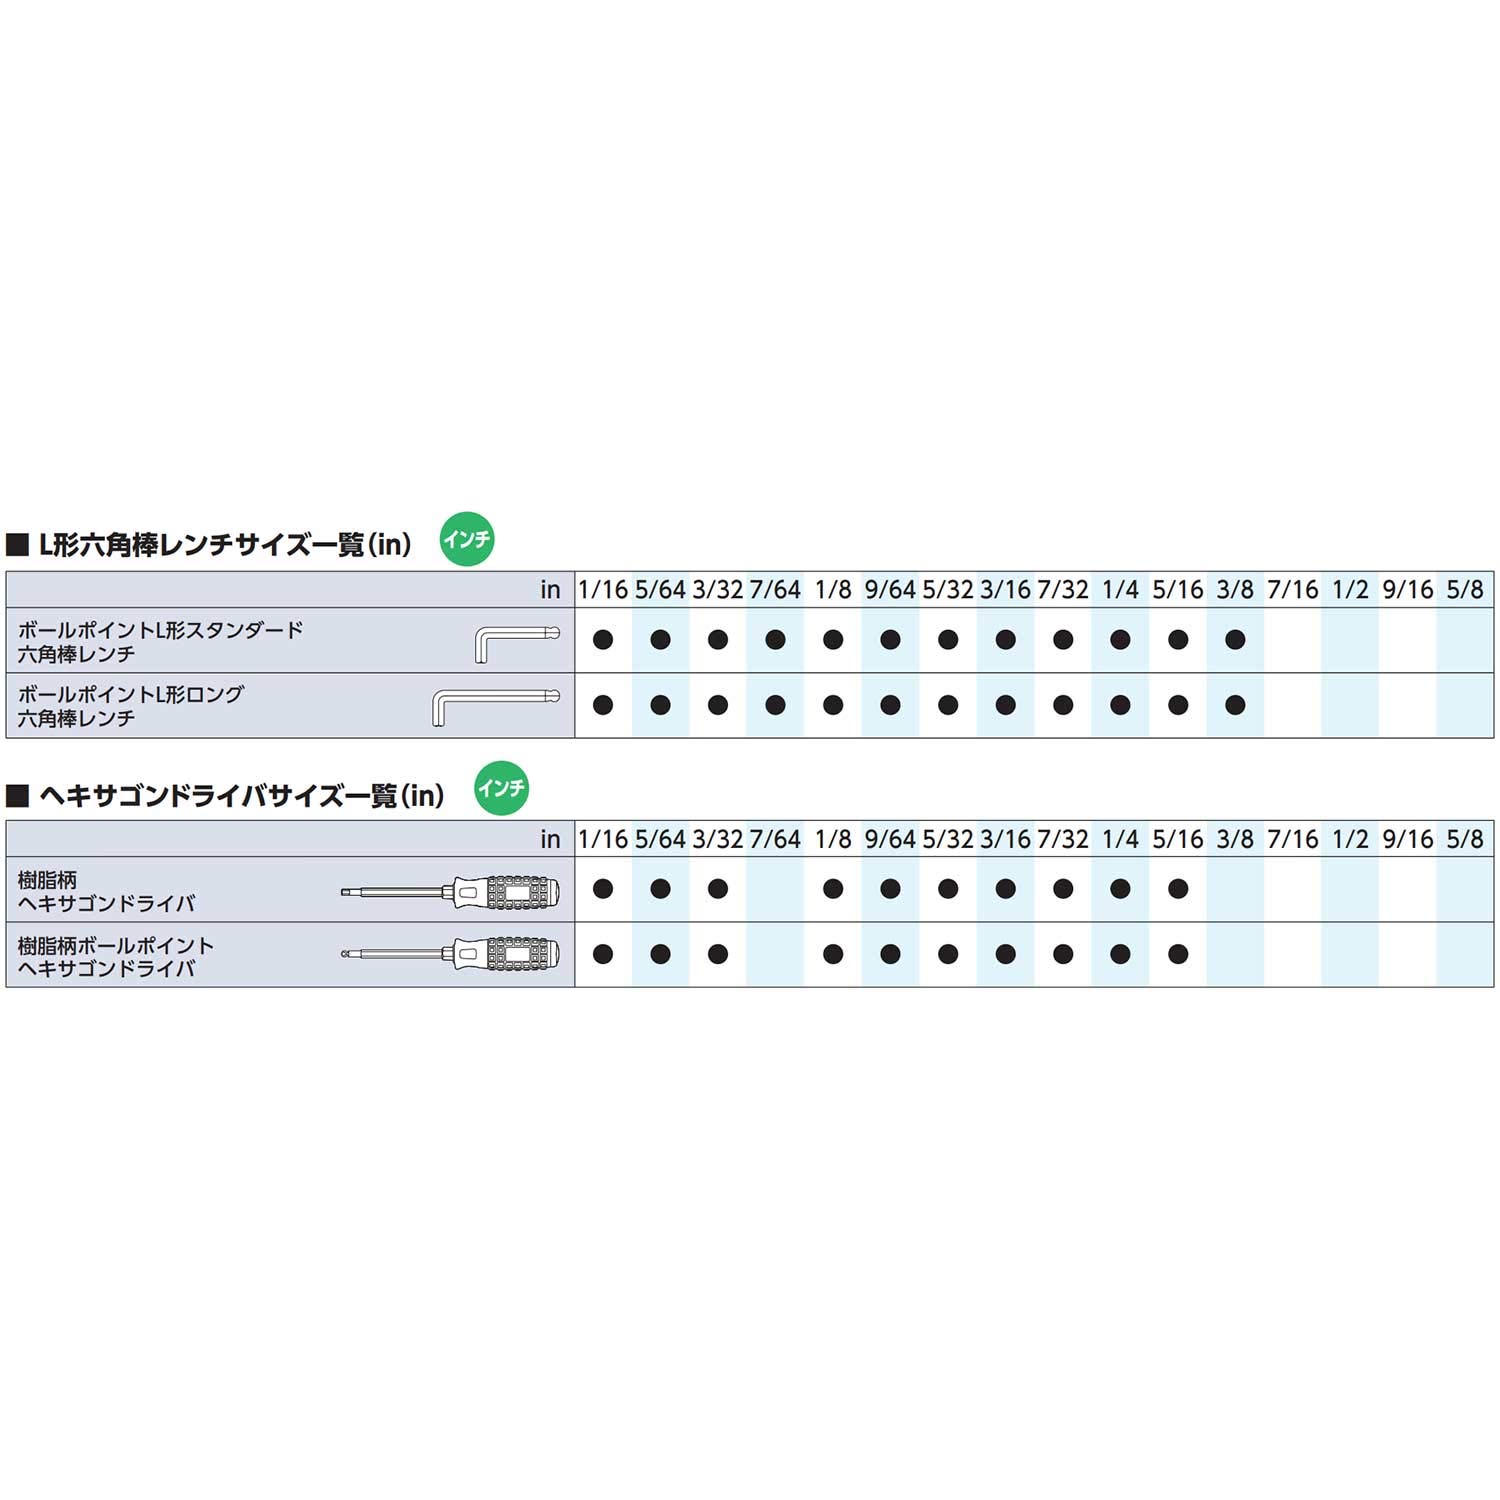 ■ L形六角棒レンチサイズ一覧(in) インチ
in 1/16 5/64 3/32 7/64 1/8 9/64 5/32 3/16 7/32 1/4 5/16 3/8 7/16 1/2 9/16 5/8
ボールポイントL形スタンダード
六角棒レンチ ● ● ● ● ● ● ● ● ● ● ● ●
ボールポイントL形ロング
六角棒レンチ ● ● ● ● ● ● ● ● ● ● ● ●
■ ヘキサゴンドライバサイズ一覧(in) インチ
in 1/16 5/64 3/32 7/64 1/8 9/64 5/32 3/16 7/32 1/4 5/16 3/8 7/16 1/2 9/16 5/8
樹脂柄
ヘキサゴンドライバ ● ● ● ● ● ● ● ● ● ●
樹脂柄ボールポイント
ヘキサゴンドライバ ● ● ● ● ● ● ● ● ● ●